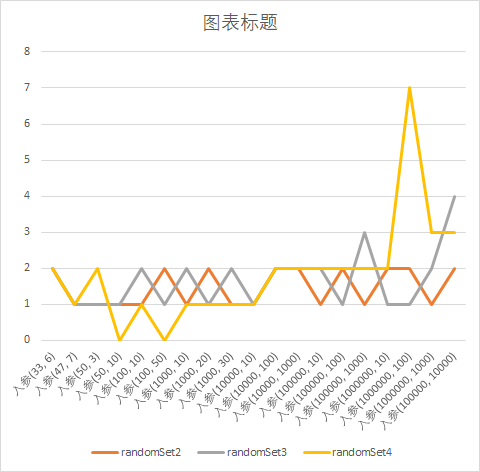 图表标题
8
7
6
5
4
3
2
1
0
入参(33, 6)
入参(47, 7)
入参(50, 3)
入参(50, 10)
入参(100, 10)
入参(100, 50)
入参(1000, 10)
入参(1000, 20)
入参(1000, 30)
入参(10000, 10)
入参(10000, 100)
入参(10000, 1000)
入参(100000, 10)
入参(100000, 100)
入参(100000, 1000)
入参(1000000, 10)
入参(1000000, 100)
入参(1000000, 1000)
入参(100000, 10000)
randomSet2 randomSet3 randomSet4